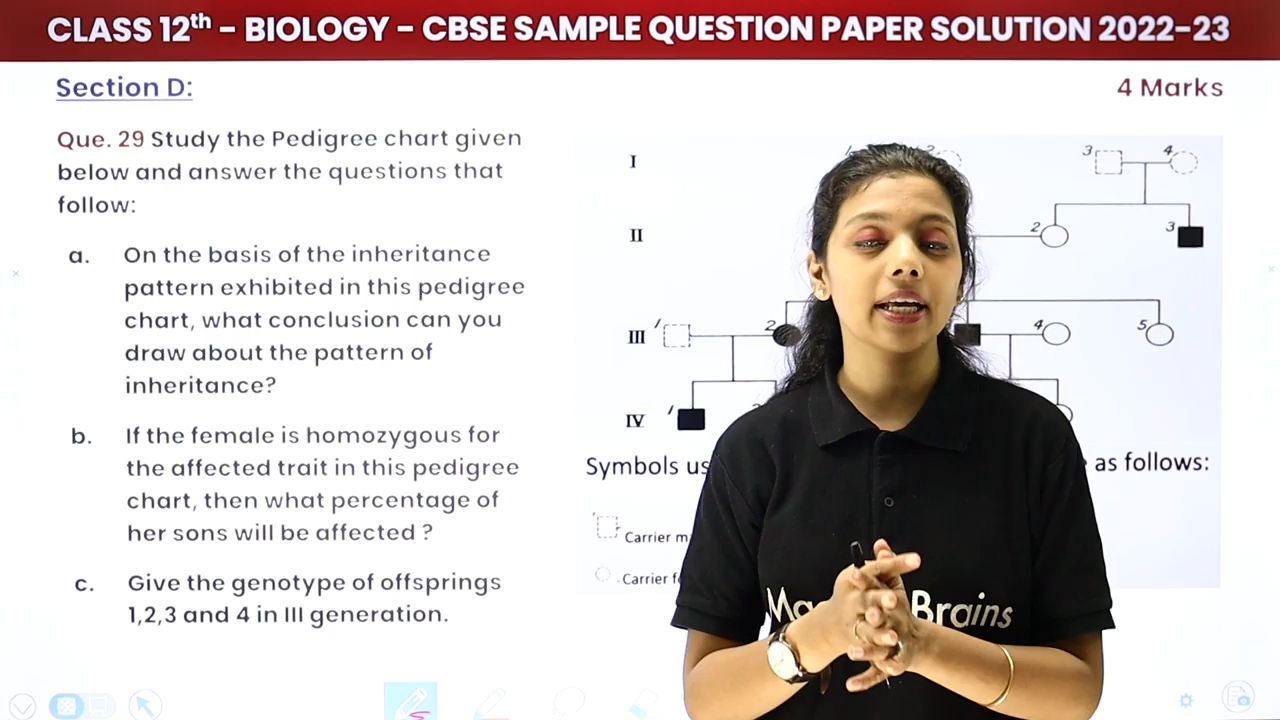 CLASS 12th – BIOLOGY – CBSE SAMPLE QUESTION PAPER SOLUTION 2022-23
Section D:
4 Marks
Que. 29 Study the Pedigree chart given
below and answer the questions that
follow:
a. On the basis of the inheritance
pattern exhibited in this pedigree
chart, what conclusion can you
draw about the pattern of
inheritance?
b. If the female is homozygous for
the affected trait in this pedigree
chart, then what percentage of
her sons will be affected ?
c. Give the genotype of offsprings
1,2,3 and 4 in III generation.
I
3 4
II
2 3
III
1 2 4 5
IV
1
Symbols us as follows:
Carrier m
Carrier f
Ma Brains